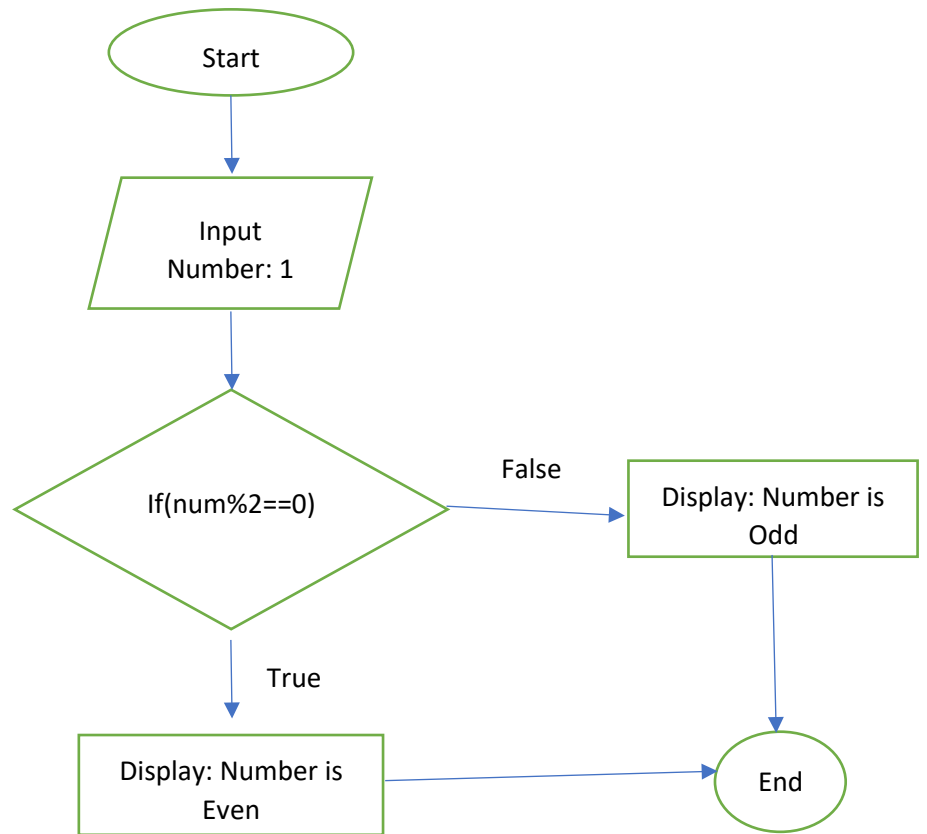 Start
Input
Number: 1
If(num%2==0)
False
Display: Number is
Odd
True
Display: Number is
Even
End